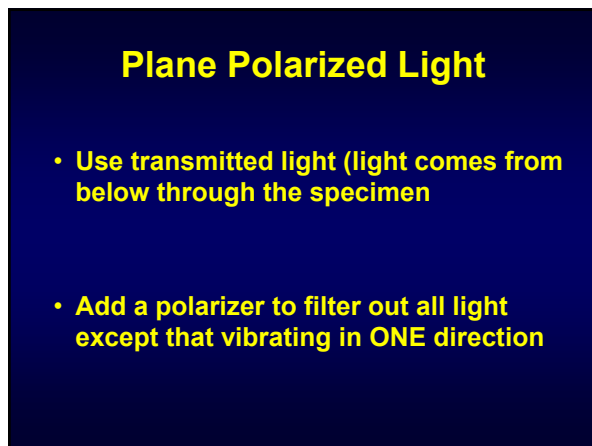 Plane Polarized Light
• Use transmitted light (light comes from
below through the specimen
• Add a polarizer to filter out all light
except that vibrating in ONE direction